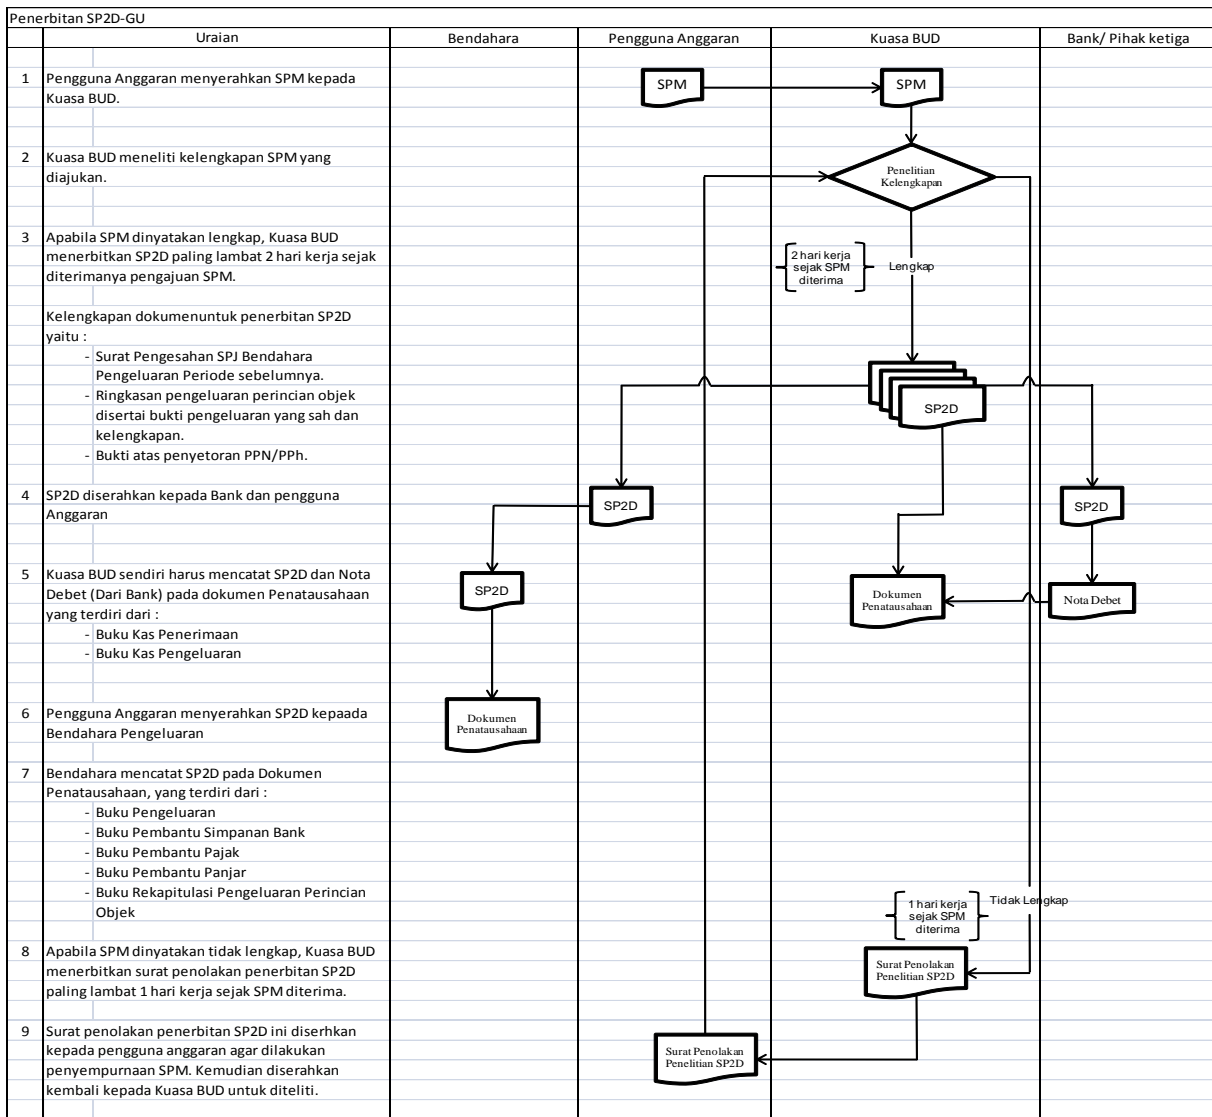 Penerbitan SP2D-GU
Uraian
Bendahara
Pengguna Anggaran
Kuasa BUD
Bank/ Pihak ketiga
1 Pengguna Anggaran menyerahkan SPM kepada
Kuasa BUD.
SPM
SPM
2 Kuasa BUD meneliti kelengkapan SPM yang
diajukan.
Penelitian
Kelengkapan
3 Apabila SPM dinyatakan lengkap, Kuasa BUD
menerbitkan SP2D paling lambat 2 hari kerja sejak
diterimanya pengajuan SPM.
2 hari kerja
sejak SPM
diterima
Lengkap
Kelengkapan dokumenuntuk penerbitan SP2D
yaitu :
- Surat Pengesahan SPJ Bendahara
Pengeluaran Periode sebelumnya.
- Ringkasan pengeluaran perincian objek
disertai bukti pengeluaran yang sah dan
kelengkapan.
- Bukti atas penyetoran PPN/PPh.
SP2D
4 SP2D diserahkan kepada Bank dan pengguna
Anggaran
SP2D
SP2D
5 Kuasa BUD sendiri harus mencatat SP2D dan Nota
Debet (Dari Bank) pada dokumen Penatausahaan
yang terdiri dari :
- Buku Kas Penerimaan
- Buku Kas Pengeluaran
SP2D
Dokumen
Penatausahaan
Nota Debet
6 Pengguna Anggaran menyerahkan SP2D kepaada
Bendahara Pengeluaran
Dokumen
Penatausahaan
7 Bendahara mencatat SP2D pada Dokumen
Penatausahaan, yang terdiri dari :
- Buku Pengeluaran
- Buku Pembantu Simpanan Bank
- Buku Pembantu Pajak
- Buku Pembantu Panjar
- Buku Rekapitulasi Pengeluaran Perincian
Objek
1 hari kerja
sejak SPM
diterima
Tidak Lengkap
8 Apabila SPM dinyatakan tidak lengkap, Kuasa BUD
menerbitkan surat penolakan penerbitan SP2D
paling lambat 1 hari kerja sejak SPM diterima.
Surat Penolakan
Penelitian SP2D
9 Surat penolakan penerbitan SP2D ini diserhkan
kepada pengguna anggaran agar dilakukan
penyempurnaan SPM. Kemudian diserahkan
kembali kepada Kuasa BUD untuk diteliti.
Surat Penolakan
Penelitian SP2D